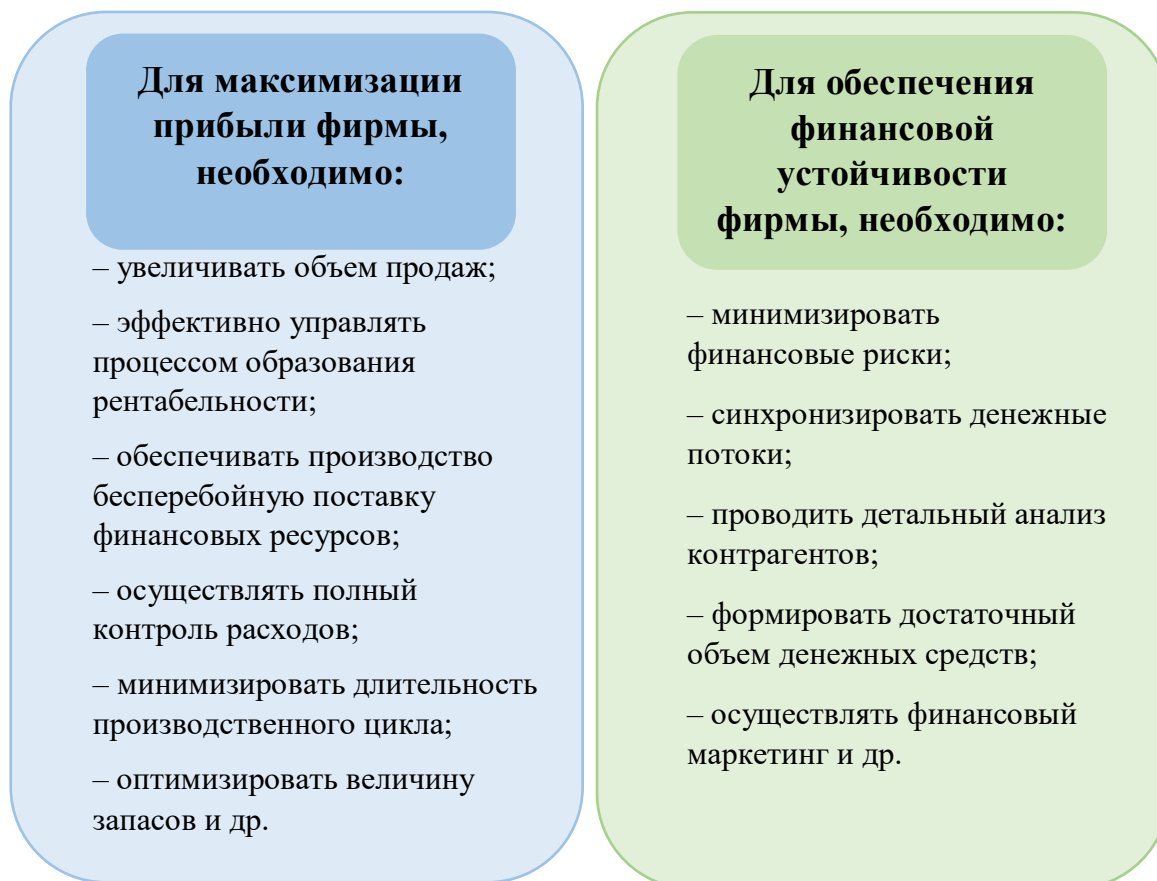 Для максимизации
прибыли фирмы,
необходимо:
– увеличивать объем продаж;
– эффективно управлять
процессом образования
рентабельности;
– обеспечивать производство
бесперебойную поставку
финансовых ресурсов;
– осуществлять полный
контроль расходов;
– минимизировать длительность
производственного цикла;
– оптимизировать величину
запасов и др.
Для обеспечения
финансовой
устойчивости
фирмы, необходимо:
– минимизировать
финансовые риски;
– синхронизировать денежные
потоки;
– проводить детальный анализ
контрагентов;
– формировать достаточный
объем денежных средств;
– осуществлять финансовый
маркетинг и др.